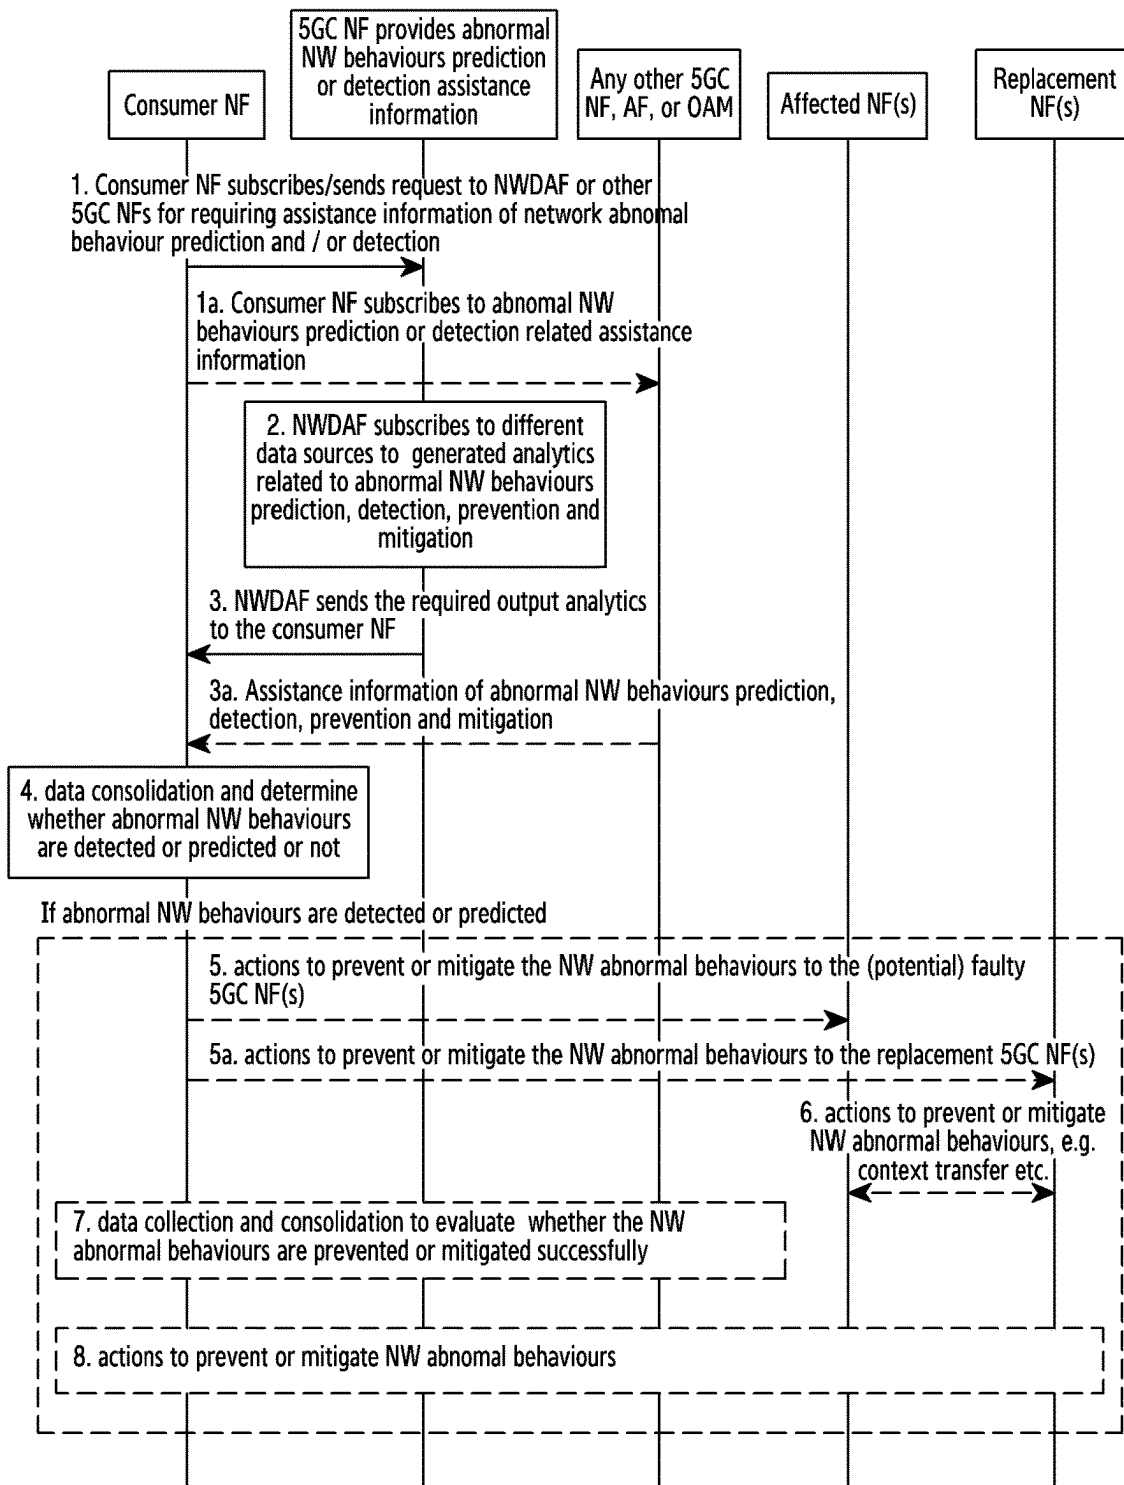 5GC NF provides abnormal
NW behaviours prediction
or detection assistance
information
Consumer NF
Any other 5GC
NF, AF, or OAM
Affected NF(s)
Replacement
NF(s)
1. Consumer NF subscribes/sends request to NWDAF or other
5GC NFs for requiring assistance information of network abnomal
behaviour prediction and / or detection
1a. Consumer NF subscribes to abnomal NW
behaviours prediction or detection related assistance
information
2. NWDAF subscribes to different
data sources to generated analytics
related to abnormal NW behaviours
prediction, detection, prevention and
mitigation
3. NWDAF sends the required output analytics
to the consumer NF
3a. Assistance information of abnormal NW behaviours prediction,
detection, prevention and mitigation
4. data consolidation and determine
whether abnormal NW behaviours
are detected or predicted or not
If abnormal NW behaviours are detected or predicted
5. actions to prevent or mitigate the NW abnormal behaviours to the (potential) faulty
5GC NF(s)
5a. actions to prevent or mitigate the NW abnormal behaviours to the replacement 5GC NF(s)
6. actions to prevent or mitigate
NW abnormal behaviours, e.g.
context transfer etc.
7. data collection and consolidation to evaluate whether the NW
abnormal behaviours are prevented or mitigated successfully
8. actions to prevent or mitigate NW abnomal behaviours